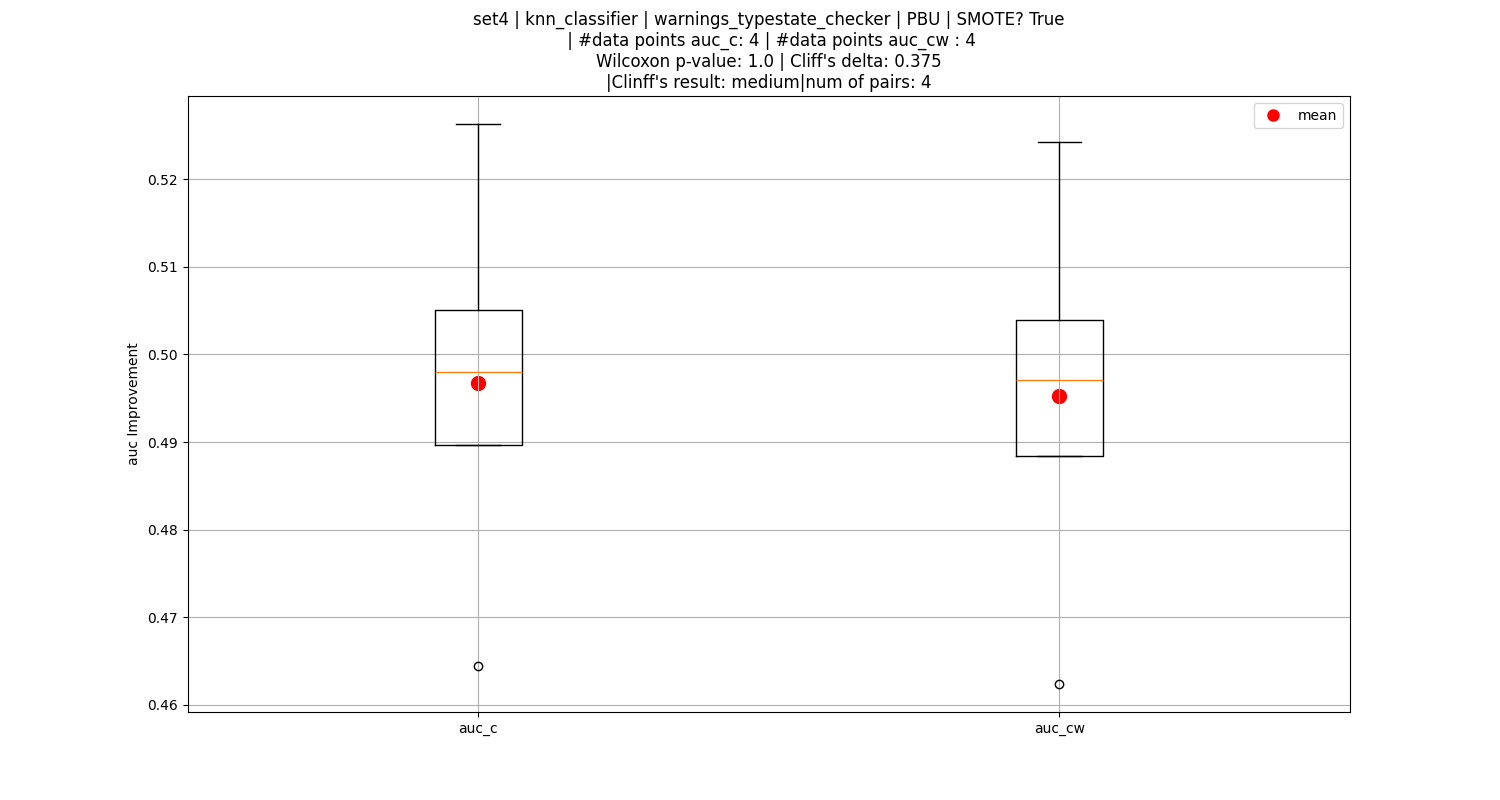 set4 | knn_classifier | warnings_typestate_checker | PBU | SMOTE? True
| #data points auc_c: 4 | #data points auc_cw : 4
Wilcoxon p-value: 1.0 | Cliff's delta: 0.375
|Clinff's result: medium|num of pairs: 4
mean
auc Improvement
0.52
0.51
0.50
0.49
0.48
0.47
0.46
auc_c
auc_cw